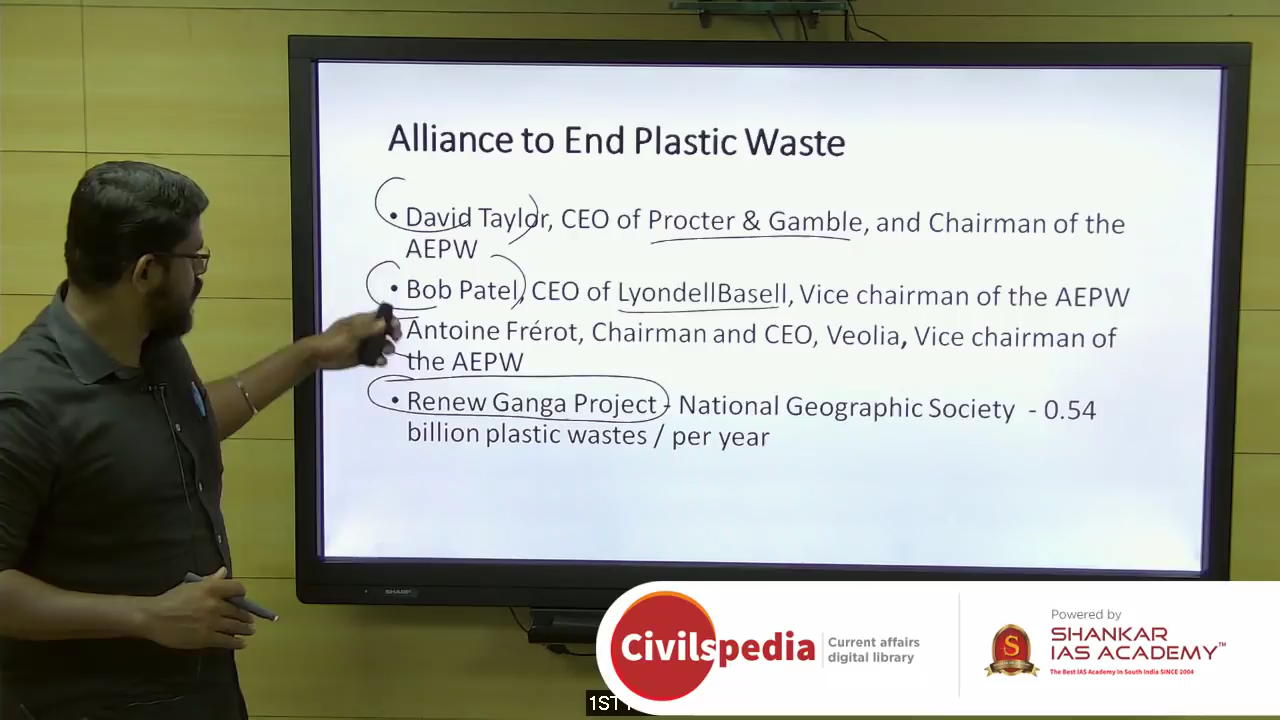 Alliance to End Plastic Waste
• David Taylor, CEO of Procter & Gamble, and Chairman of the
AEPW
• Bob Patel, CEO of LyondellBasell, Vice chairman of the AEPW
Antoine Frérot, Chairman and CEO, Veolia, Vice chairman of
the AEPW
• Renew Ganga Project - National Geographic Society - 0.54
billion plastic wastes / per year
SHARP
Civilspedia
Current affairs
digital library
Powered by
SHANKAR
IAS ACADEMY™
The Best IAS Academy In South India SINCE 2004
S
1ST